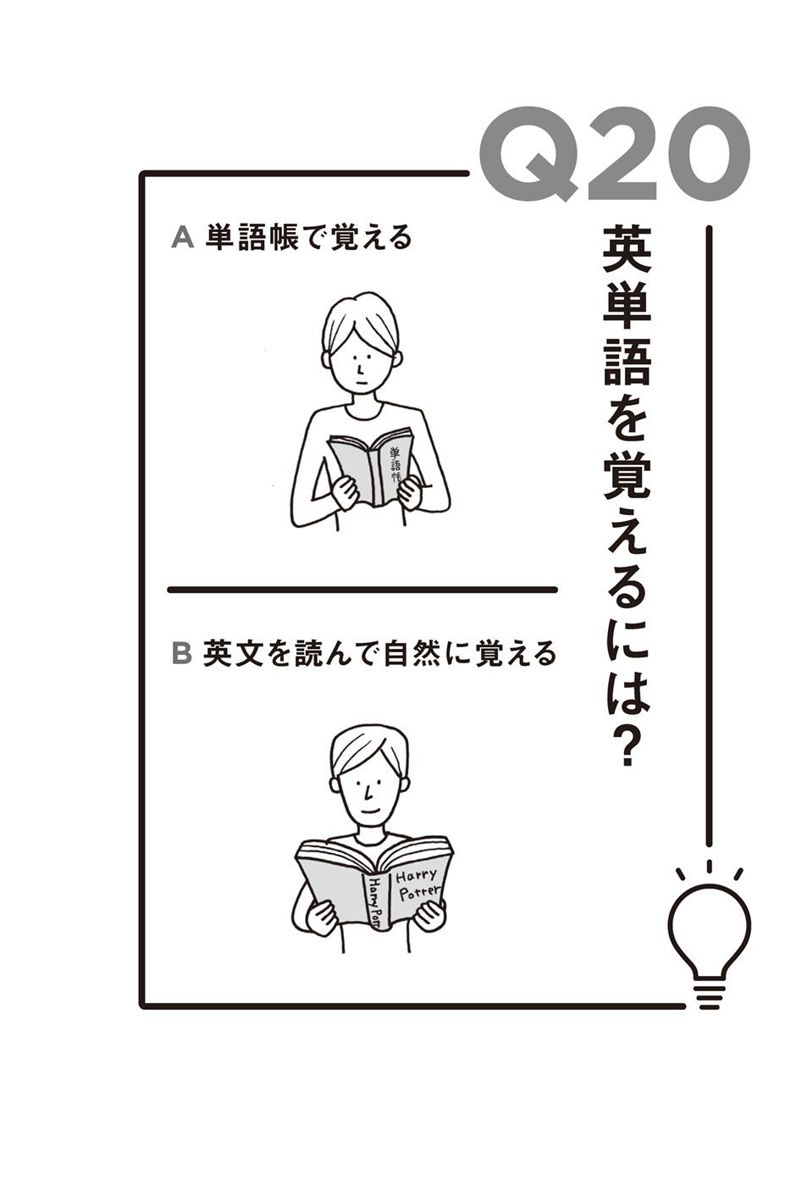 Q20
英単語を覚えるには?
A 単語帳で覚える
単語帳
B 英文を読んで自然に覚える
Harry Pott
Harry
Potter